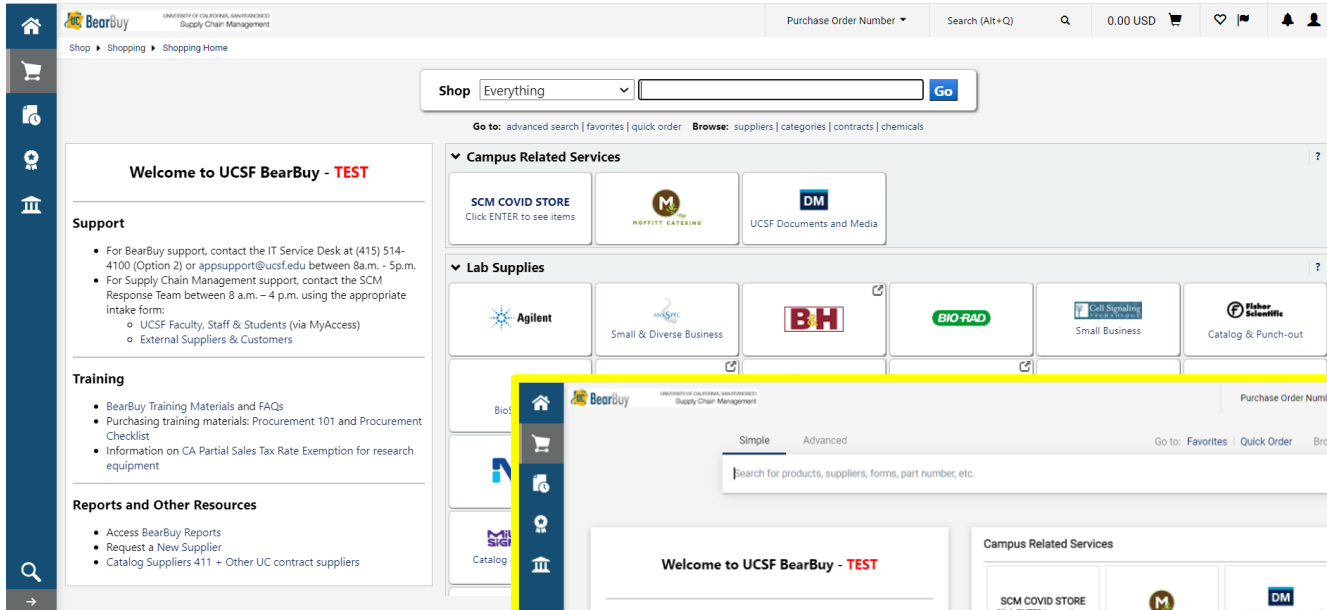 BearBuy
UNIVERSITY OF CALIFORNIA, SAN FRANCISCO
Supply Chain Management
Purchase Order Number
Search (Alt+Q)
0.00 USD
Shop Shopping Shopping Home
Shop Everything Go
Go to: advanced search | favorites | quick order Browse: suppliers | categories | contracts | chemicals
Welcome to UCSF BearBuy - TEST
Support
• For BearBuy support, contact the IT Service Desk at (415) 514-
4100 (Option 2) or appsupport@ucsf.edu between 8a.m. - 5p.m.
• For Supply Chain Management support, contact the SCM
Response Team between 8 a.m. – 4 p.m. using the appropriate
intake form:
UCSF Faculty, Staff & Students (via MyAccess)
External Suppliers & Customers
Training
• BearBuy Training Materials and FAQs
• Purchasing training materials: Procurement 101 and Procurement
Checklist
• Information on CA Partial Sales Tax Rate Exemption for research
equipment
Reports and Other Resources
• Access BearBuy Reports
• Request a New Supplier
• Catalog Suppliers 411 + Other UC contract suppliers
Campus Related Services ?
SCM COVID STORE
Click ENTER to see items
M
MOFFITT CATERING
DM
UCSF Documents and Media
Lab Supplies ?
Agilent
ANASPEC
Small & Diverse Business
B&H
BIO-RAD
Cell Signaling
TECHNOLOGY
Small Business
Fisher
Scientific
Catalog & Punch-out
BioS
Catalog
BearBuy
UNIVERSITY OF CALIFORNIA, SAN FRANCISCO
Supply Chain Management
Purchase Order Numl
Simple Advanced
Go to: Favorites | Quick Order Bro
Search for products, suppliers, forms, part number, etc.
Welcome to UCSF BearBuy - TEST
Campus Related Services
SCM COVID STORE
M
DM